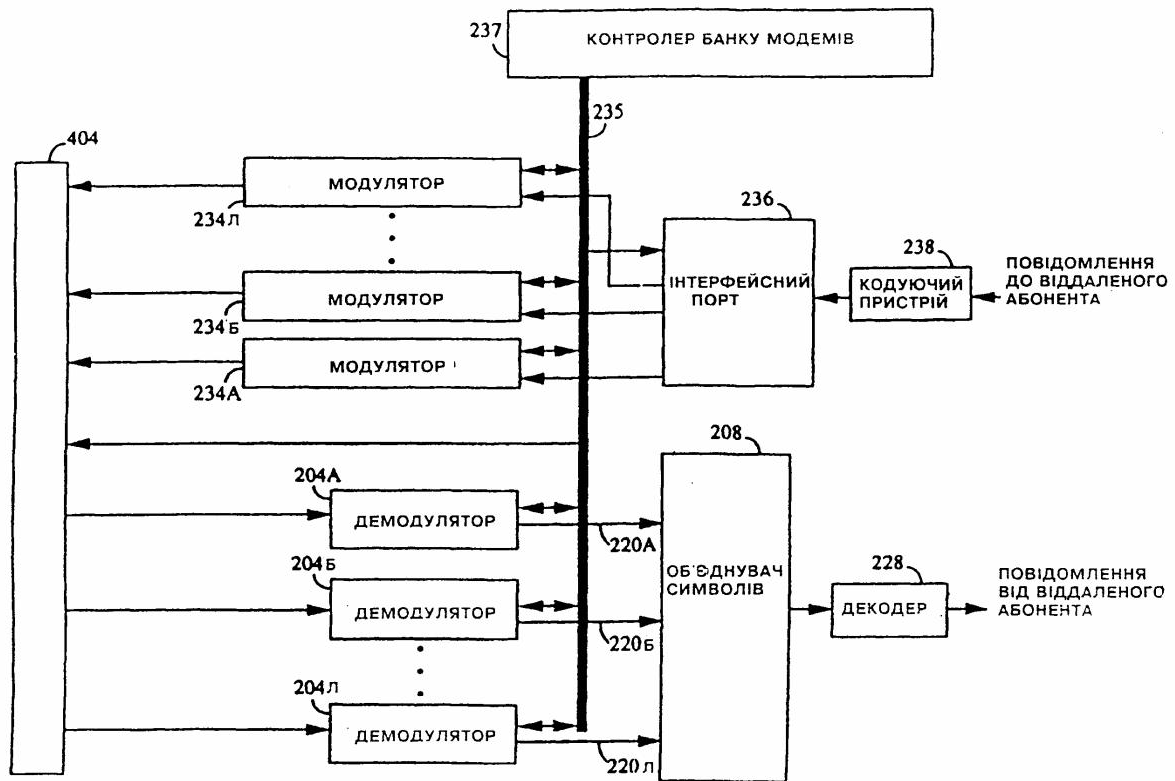 237
КОНТРОЛЕР БАНКУ МОДЕМІВ
235
404
МОДУЛЯТОР
234Л
236
238
ІНТЕРФЕЙСНИЙ
ПОРТ
КОДУЮЧИЙ
ПРИСТРІЙ
ПОВІДОМЛЕННЯ
ДО ВІДДАЛЕНОГО
АБОНЕНТА
МОДУЛЯТОР
234Б
МОДУЛЯТОР
234А
208
204А
ДЕМОДУЛЯТОР
220А
204Б
ДЕМОДУЛЯТОР
220Б
ОБ'ЄДНУВАЧ
СИМВОЛІВ
228
ДЕКОДЕР
ПОВІДОМЛЕННЯ
ВІД ВІДДАЛЕНОГО
АБОНЕНТА
204Л
ДЕМОДУЛЯТОР
220Л